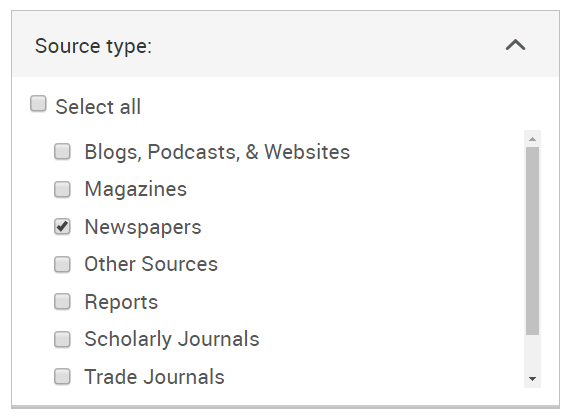 Source type:
Select all
Blogs, Podcasts, & Websites
Magazines
Newspapers
Other Sources
Reports
Scholarly Journals
Trade Journals